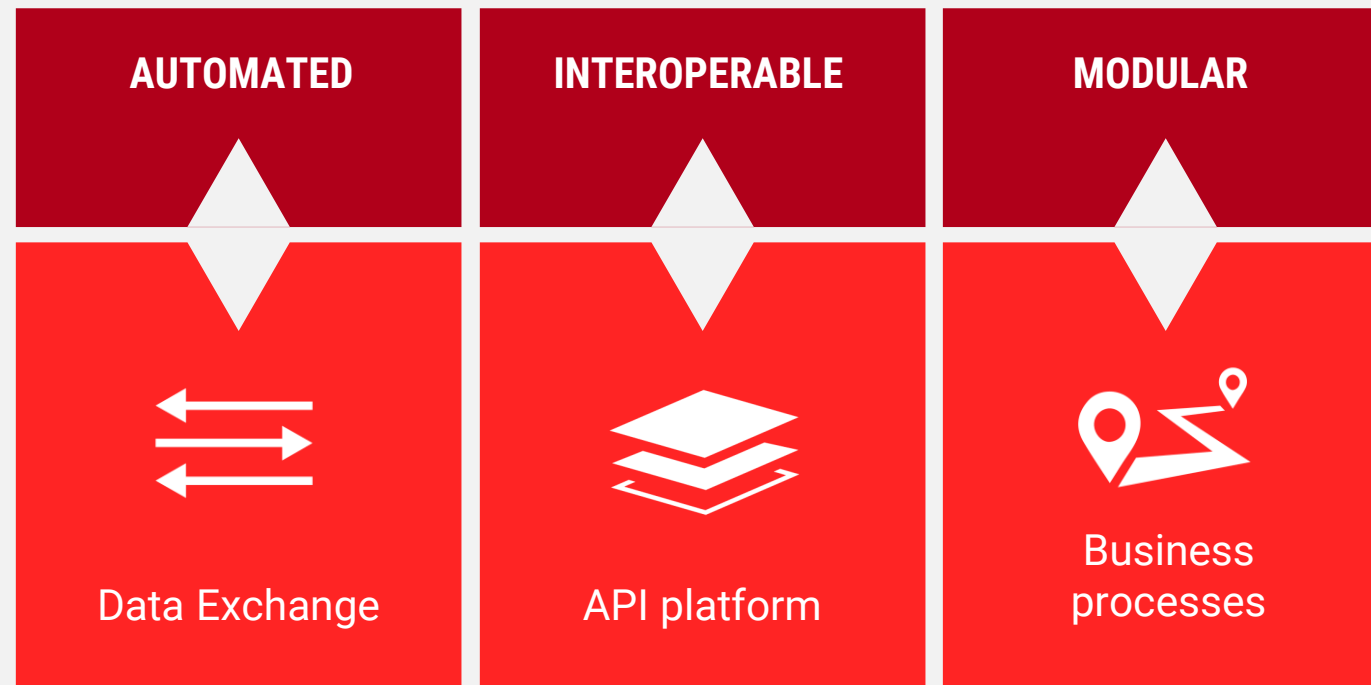 AUTOMATED
INTEROPERABLE
MODULAR
Data Exchange
API platform
Business
processes